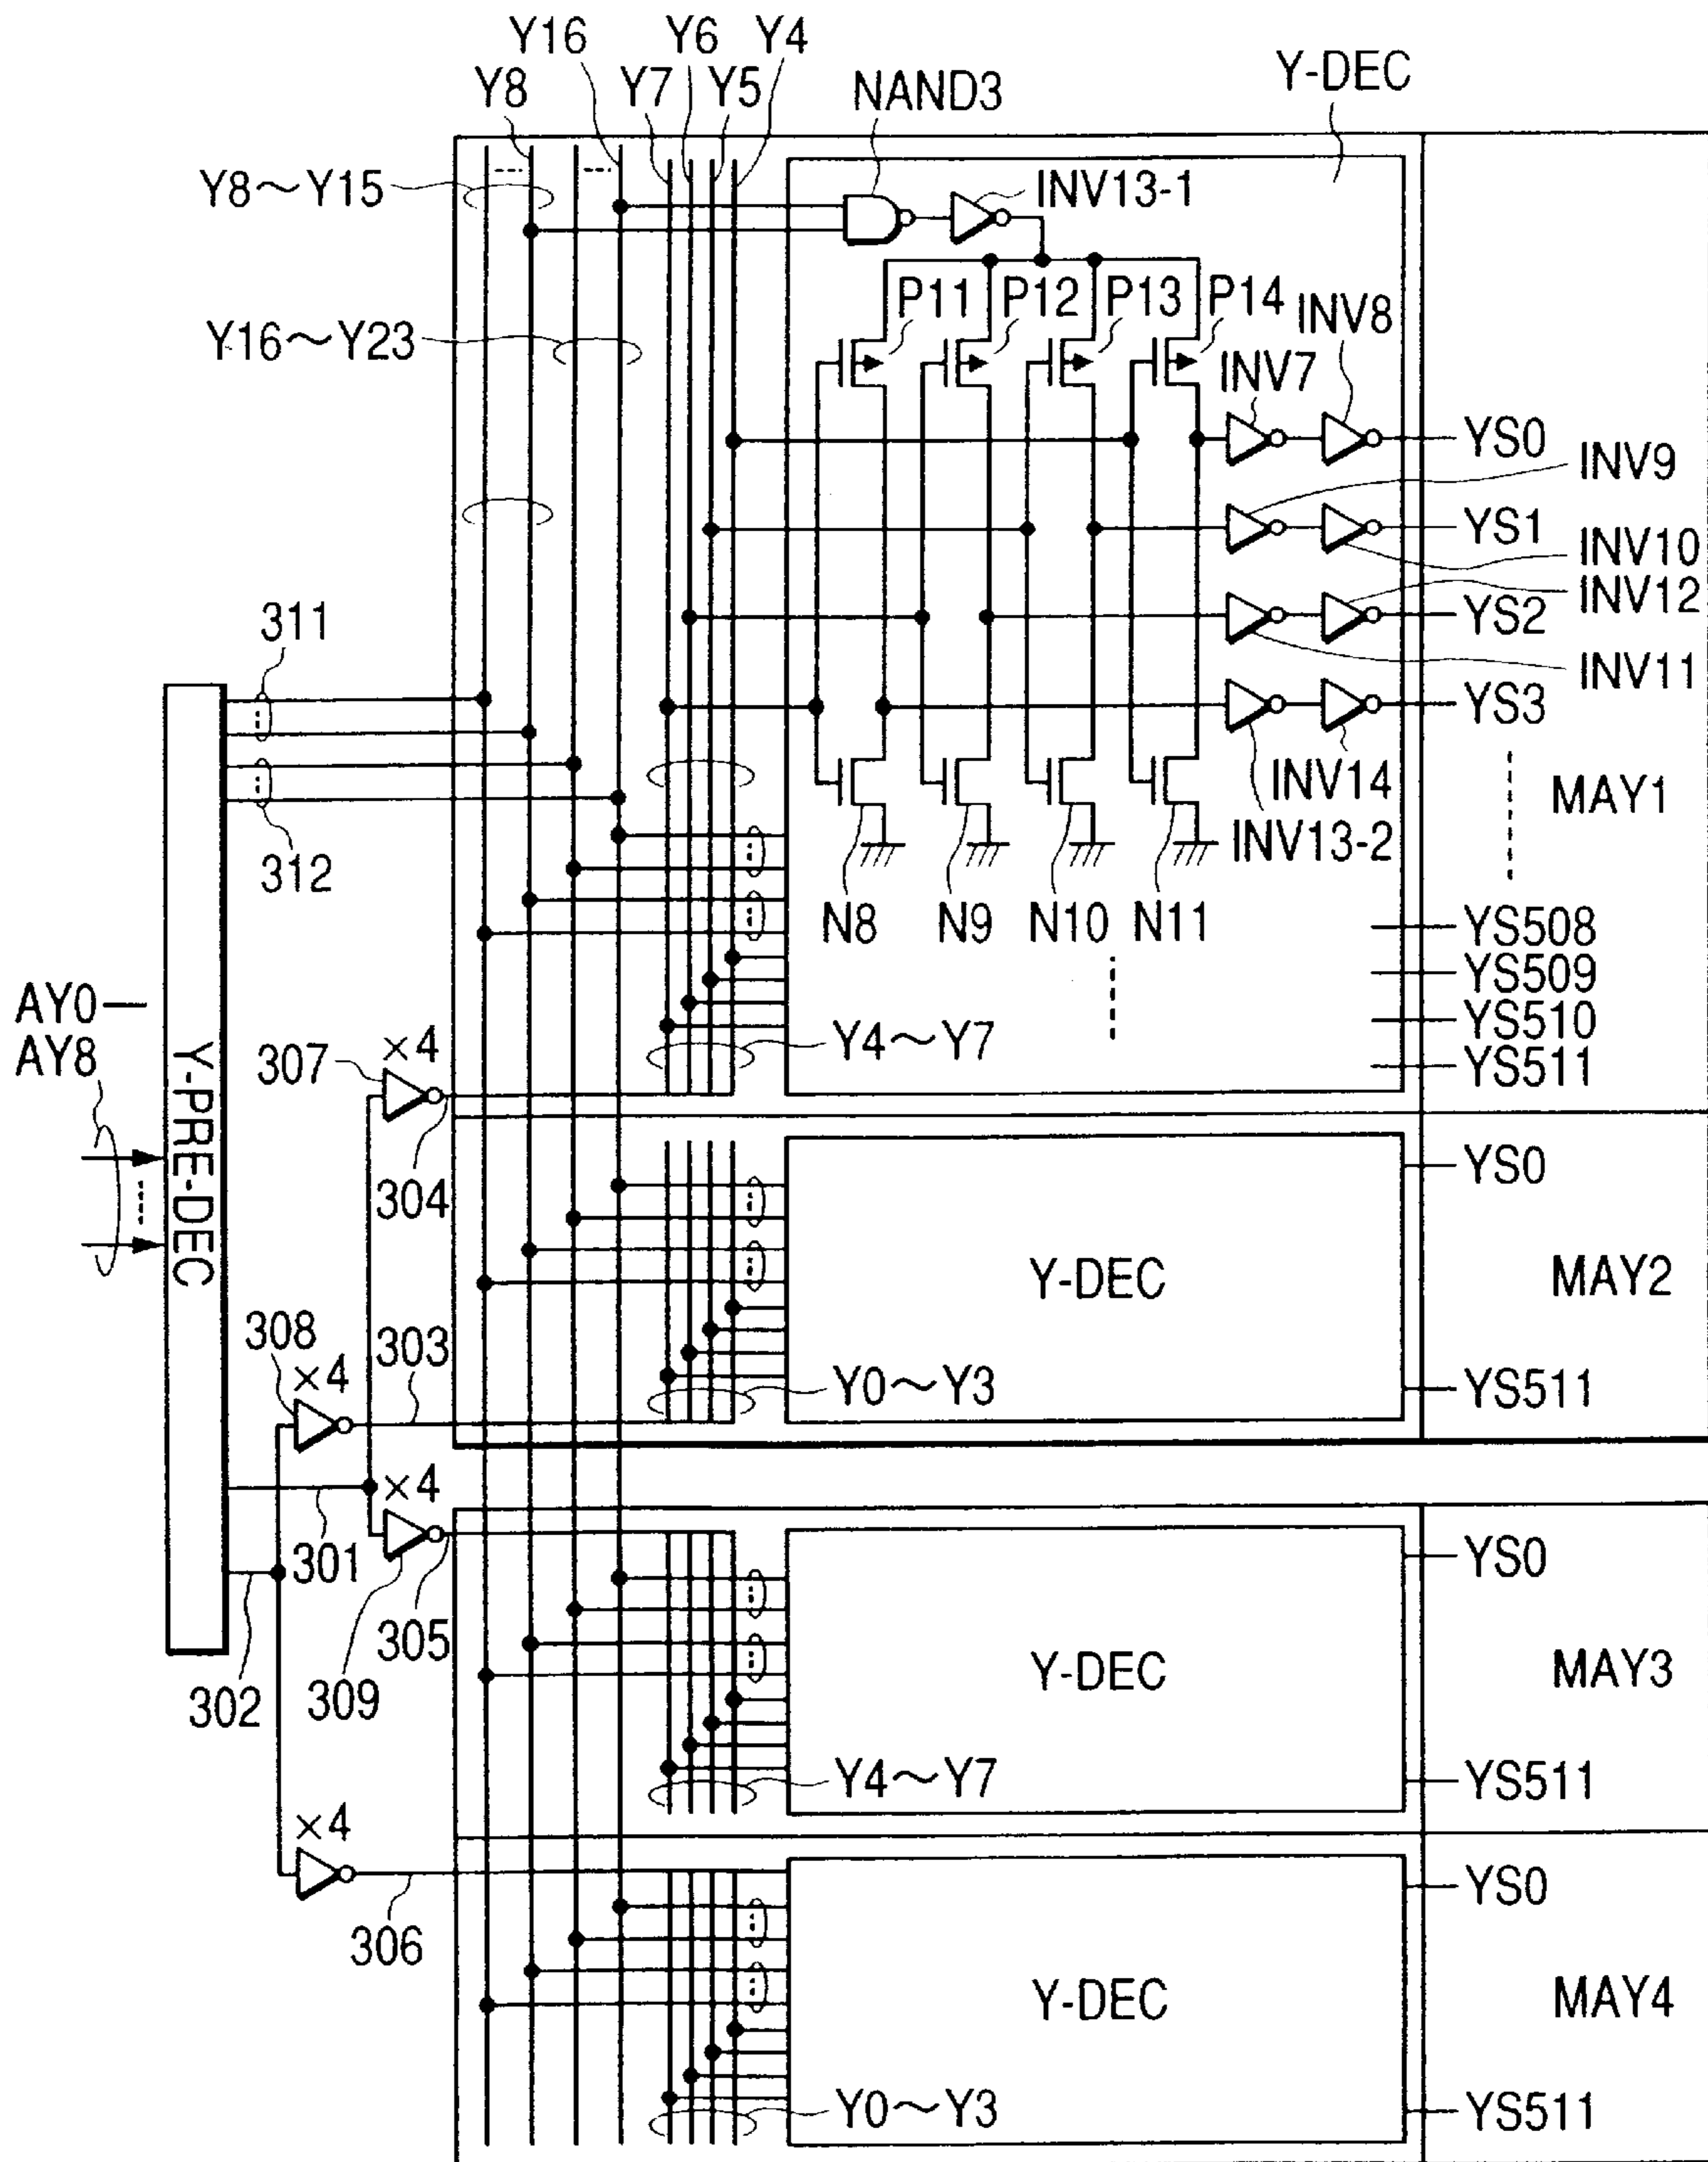 Y16
Y6
Y4
Y8
Y7
Y5
NAND3
Y-DEC
Y8～Y15
INV13-1
P11
P12
P13
P14
INV8
Y16～Y23
INV7
YS0
INV9
YS1
INV10
INV12
YS2
INV11
311
YS3
INV14
MAY1
INV13-2
312
N8
N9
N10
N11
YS508
YS509
AY0—
AY8
YS510
Y4～Y7
×4
307
YS511
Y-PRE-DEC
304
YS0
Y-DEC
MAY2
308
303
×4
Y0～Y3
YS511
×4
301
YS0
305
Y-DEC
MAY3
302
309
Y4～Y7
YS511
×4
YS0
306
Y-DEC
MAY4
Y0～Y3
YS511